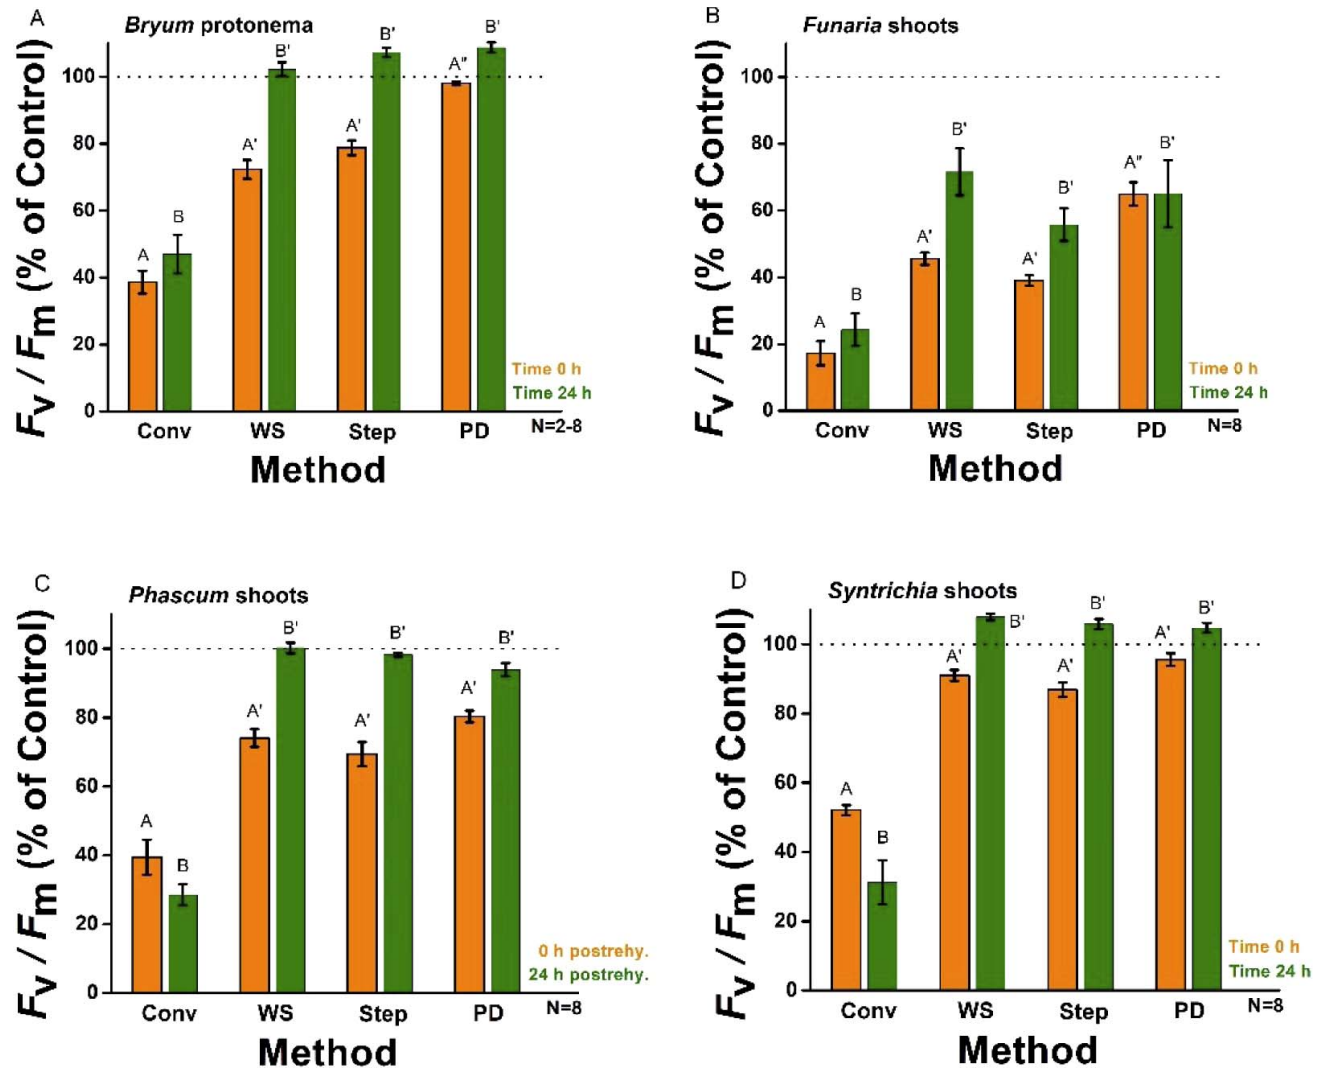 A
Bryum protonema
Fv / Fm (% of Control)
100
80
60
40
20
0
A
B
A'
B'
A'
B'
A"
B'
Time 0 h
Time 24 h
Conv WS Step PD N=2-8
Method
B
Funaria shoots
Fv / Fm (% of Control)
100
80
60
40
20
0
A
B
A'
B'
A'
B'
A"
B'
Time 0 h
Time 24 h
Conv WS Step PD N=8
Method
C
Phascum shoots
Fv / Fm (% of Control)
100
80
60
40
20
0
A
B
A'
B'
A'
B'
A'
B'
0 h postrehy.
24 h postrehy.
Conv WS Step PD N=8
Method
D
Syntrichia shoots
Fv / Fm (% of Control)
100
80
60
40
20
0
A
B
A'
B'
A'
B'
A'
B'
Time 0 h
Time 24 h
Conv WS Step PD N=8
Method